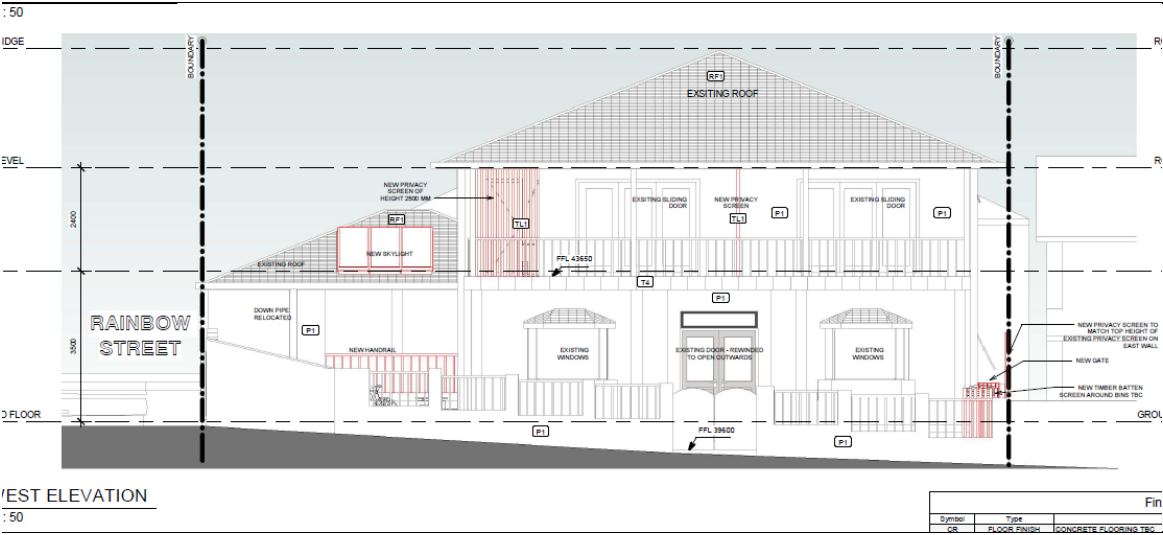 : 50
IDGE
BOUNDARY
BOUNDARY
RO
RF1
EXSITING ROOF
EVEL
RO
NEW PRIVACY
SCREEN OF
HEIGHT 2500 MM
EXSITING SLIDING
DOOR
NEW PRIVACY
SCREEN
EXSITING SLIDING
DOOR
P1
P1
TL1
TL1
2400
RF1
NEW SKYLIGHT
EXISTING ROOF
FFL 43650
T4
P1
DOWN PIPE
RELOCATED
P1
RAINBOW
STREET
3500
NEW HANDRAIL
EXISTING
WINDOWS
EXISTING DOOR - REWINDED
TO OPEN OUTWARDS
EXISTING
WINDOWS
NEW PRIVACY SCREEN TO
MATCH TOP HEIGHT OF
EXISTING PRIVACY SCREEN ON
EAST WALL
NEW GATE
NEW TIMBER BATTEN
SCREEN AROUND BINS TBC
D FLOOR
GROU
P1
FFL 39600
P1
VEST ELEVATION
: 50
Fin
Symbol Type
CR FLOOR FINISH CONCRETE FLOORING TBC